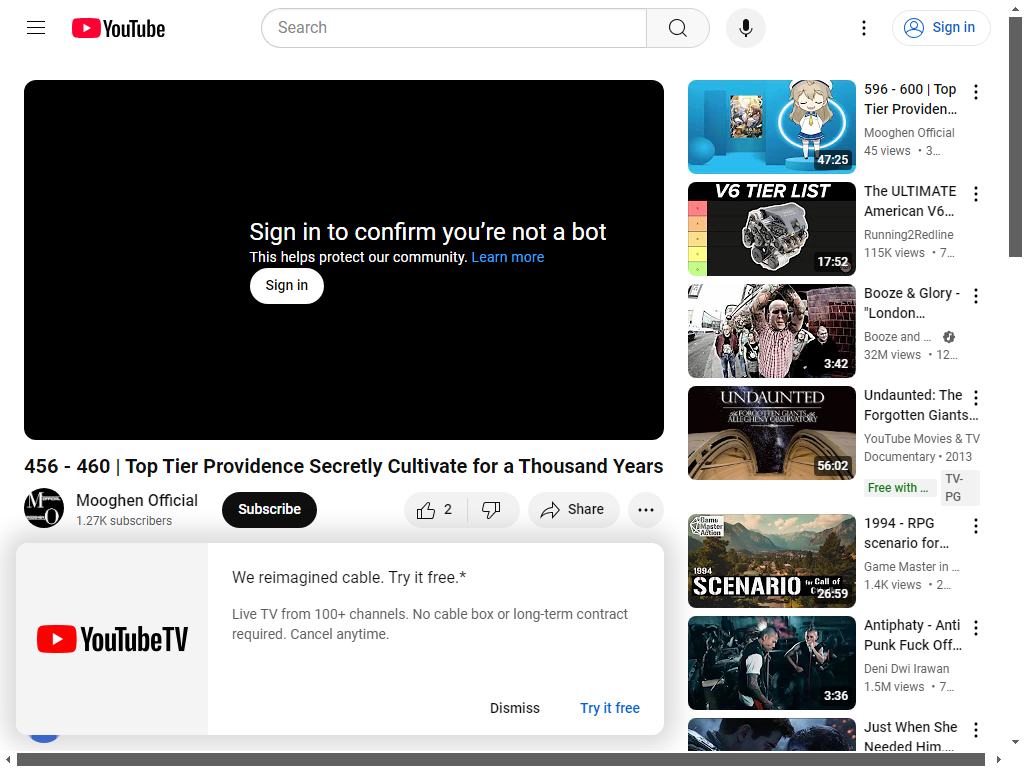 YouTube
Search
Sign in
Sign in to confirm you’re not a bot
This helps protect our community. Learn more
Sign in
456 - 460 | Top Tier Providence Secretly Cultivate for a Thousand Years
Mooghen Official
1.27K subscribers
Subscribe
2
Share
YouTubeTV
We reimagined cable. Try it free.*
Live TV from 100+ channels. No cable box or long-term contract
required. Cancel anytime.
Dismiss
Try it free
47:25
596 - 600 | Top
Tier Providen...
Mooghen Official
45 views • 3...
V6 TIER LIST
17:52
The ULTIMATE
American V6...
Running2Redline
115K views • 7...
3:42
Booze & Glory -
"London...
Booze and ...
32M views • 12...
UNDAUNTED
THE FORGOTTEN GIANTS
OF THE ALLEGHENY OBSERVATORY
56:02
Undaunted: The
Forgotten Giants...
YouTube Movies & TV
Documentary • 2013
Free with ...
TV-
PG
Game
Master
Action
1994
SCENARIO for Call of
26:59
1994 - RPG
scenario for...
Game Master in ...
1.4K views • 2...
3:36
Antiphaty - Anti
Punk Fuck Off...
Deni Dwi Irawan
1.5M views • 7...
Just When She
Needed Him,...